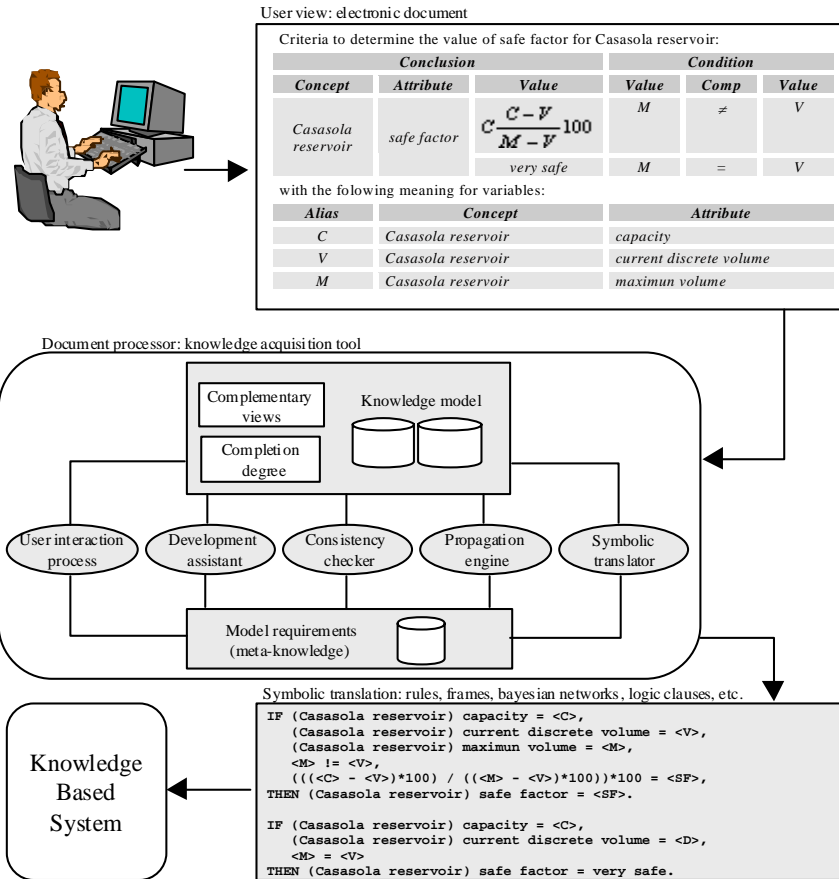 User view: electronic document
Criteria to determine the value of safe factor for Casasola reservoir:
Conclusion Condition
Concept Attribute Value Value Comp Value
Casasola reservoir safe factor C (C – V)/(M – V) 100 M ≠ V
very safe M = V
with the folowing meaning for variables:
Alias Concept Attribute
C Casasola reservoir capacity
V Casasola reservoir current discrete volume
M Casasola reservoir maximun volume
Document processor: knowledge acquisition tool
Complementary
views
Knowledge model
Completion
degree
User interaction
process
Development
assistant
Consistency
checker
Propagation
engine
Symbolic
translator
Model requirements
(meta-knowledge)
Symbolic translation: rules, frames, bayesian networks, logic clauses, etc.
IF (Casasola reservoir) capacity = <C>,
(Casasola reservoir) current discrete volume = <V>,
(Casasola reservoir) maximun volume = <M>,
<M> != <V>,
(((<C> - <V>)*100) / ((<M> - <V>)*100))*100 = <SF>,
THEN (Casasola reservoir) safe factor = <SF>.
IF (Casasola reservoir) capacity = <C>,
(Casasola reservoir) current discrete volume = <D>,
<M> = <V>
THEN (Casasola reservoir) safe factor = very safe.
Knowledge
Based
System